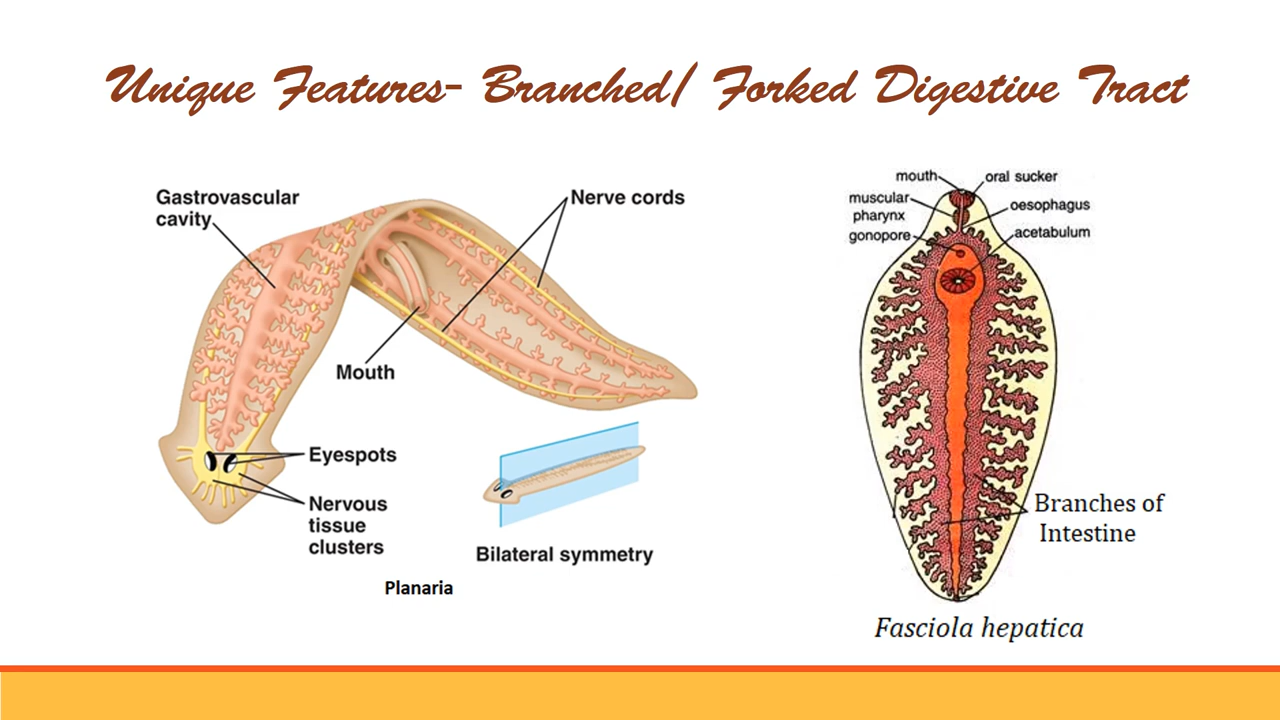 Unique Features- Branched/ Forked Digestive Tract
Gastrovascular
cavity
Nerve cords
Mouth
Eyespots
Nervous
tissue
clusters
Bilateral symmetry
Planaria
mouth
oral sucker
muscular
pharynx
oesophagus
gonopore
acetabulum
Branches of
Intestine
Fasciola hepatica